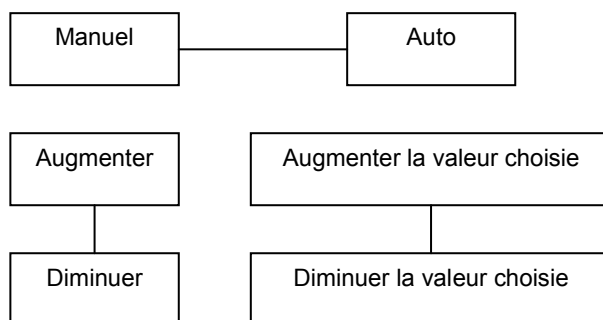 Manuel Auto
Augmenter Augmenter la valeur choisie
Diminuer Diminuer la valeur choisie